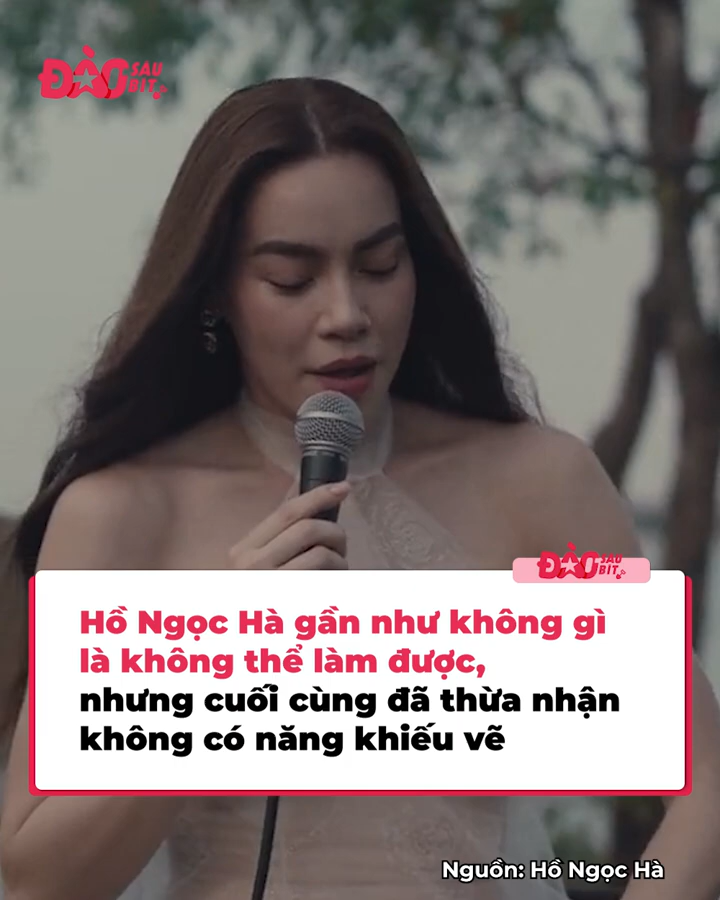 ĐÀO SAU
BIT
ĐÀO SAU
BIT
Hồ Ngọc Hà gần như không gì
là không thể làm được,
nhưng cuối cùng đã thừa nhận
không có năng khiếu vẽ
Nguồn: Hồ Ngọc Hà